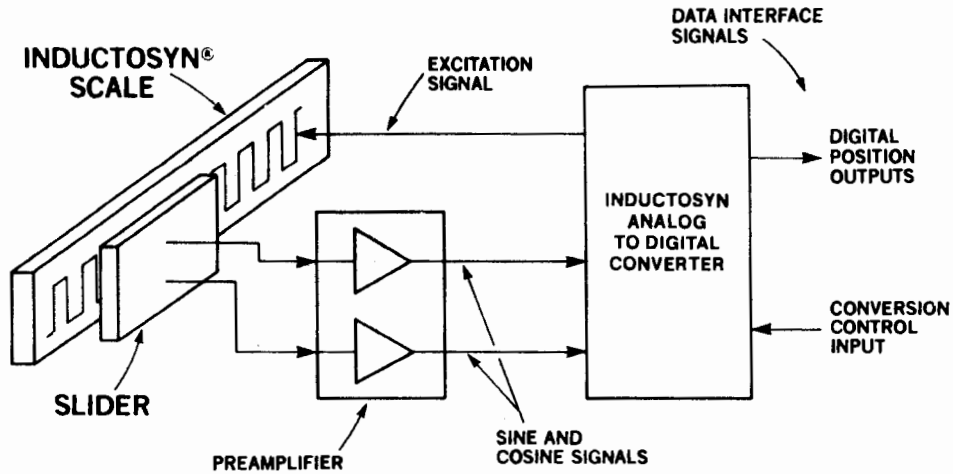 INDUCTOSYN®
SCALE
EXCITATION
SIGNAL
DATA INTERFACE
SIGNALS
DIGITAL
POSITION
OUTPUTS
INDUCTOSYN
ANALOG
TO DIGITAL
CONVERTER
CONVERSION
CONTROL
INPUT
SLIDER
PREAMPLIFIER
SINE AND
COSINE SIGNALS